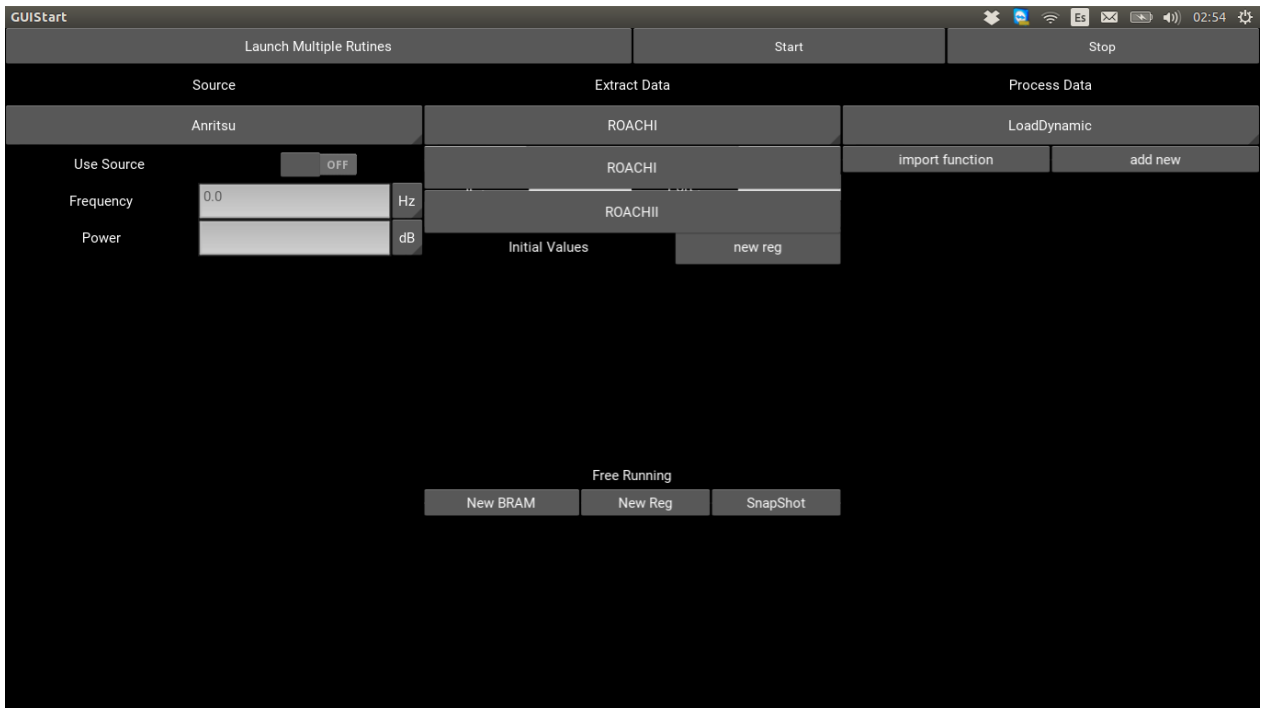 GUIStart Es 02:54
Launch Multiple Rutines Start Stop
Source Extract Data Process Data
Anritsu ROACHI LoadDynamic
Use Source OFF ROACHI import function add new
Frequency 0.0 Hz
Power dB ROACHII
Initial Values new reg
Free Running
New BRAM New Reg SnapShot